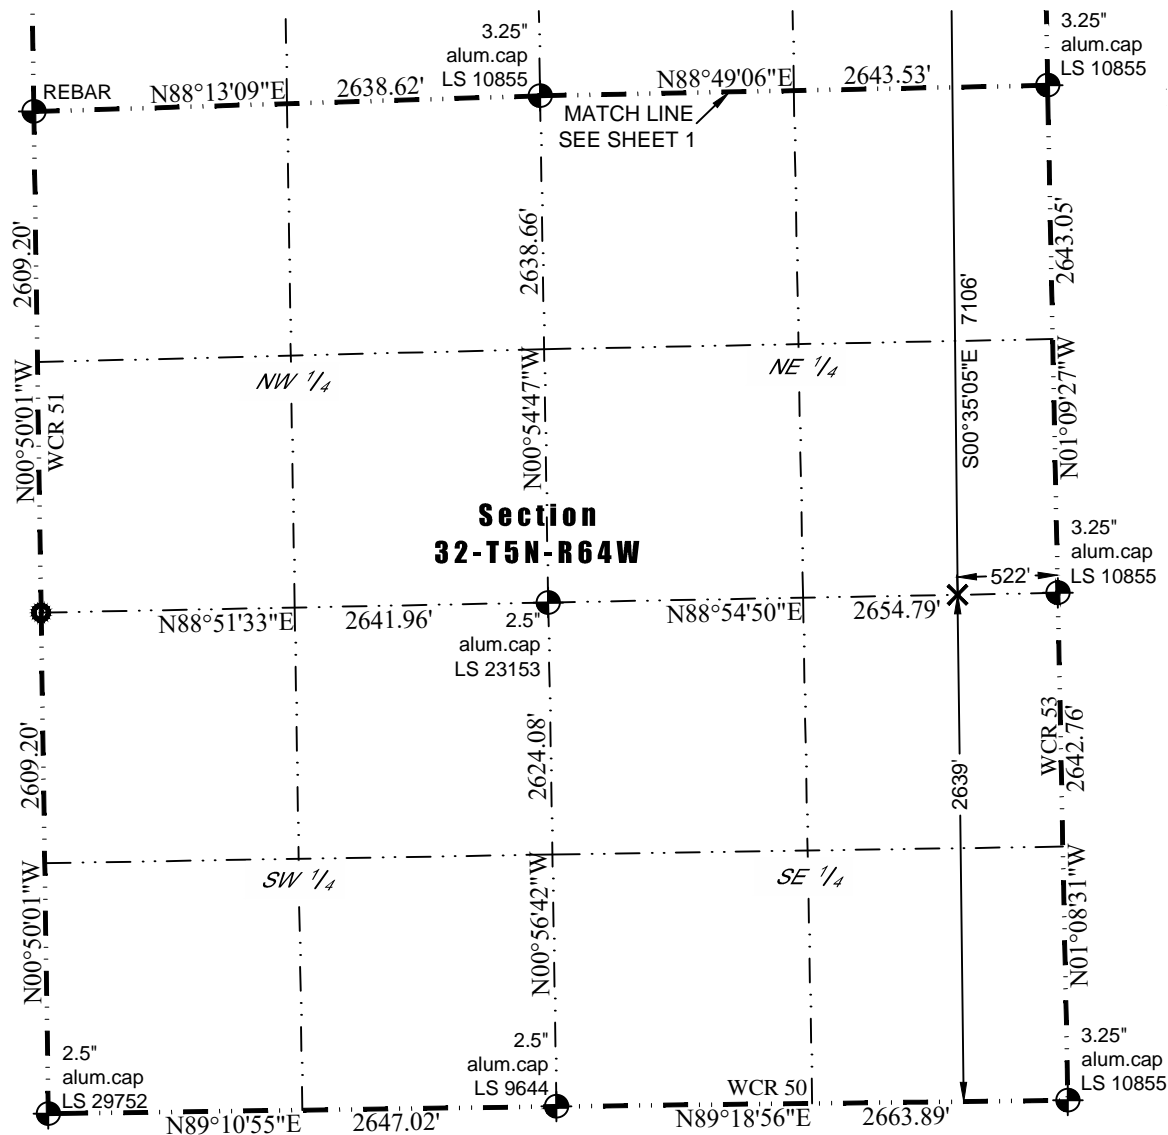 3.25"
alum.cap
LS 10855
3.25"
alum.cap
LS 10855
REBAR
N88°13'09"E
2638.62'
N88°49'06"E
2643.53'
MATCH LINE
SEE SHEET 1
2609.20'
2638.66'
2643.05'
S00°35'05"E 7106'
NW 1/4
NE 1/4
N00°50'01"W
WCR 51
N00°54'47"W
N01°09'27"W
Section
32-T5N-R64W
3.25"
alum.cap
LS 10855
522'
N88°51'33"E
2641.96'
N88°54'50"E
2654.79'
2.5"
alum.cap
LS 23153
2609.20'
2624.08'
2639'
WCR 53
2642.76'
SW 1/4
SE 1/4
N00°50'01"W
N00°56'42"W
N01°08'31"W
2.5"
alum.cap
LS 29752
2.5"
alum.cap
LS 9644
WCR 50
3.25"
alum.cap
LS 10855
N89°10'55"E
2647.02'
N89°18'56"E
2663.89'